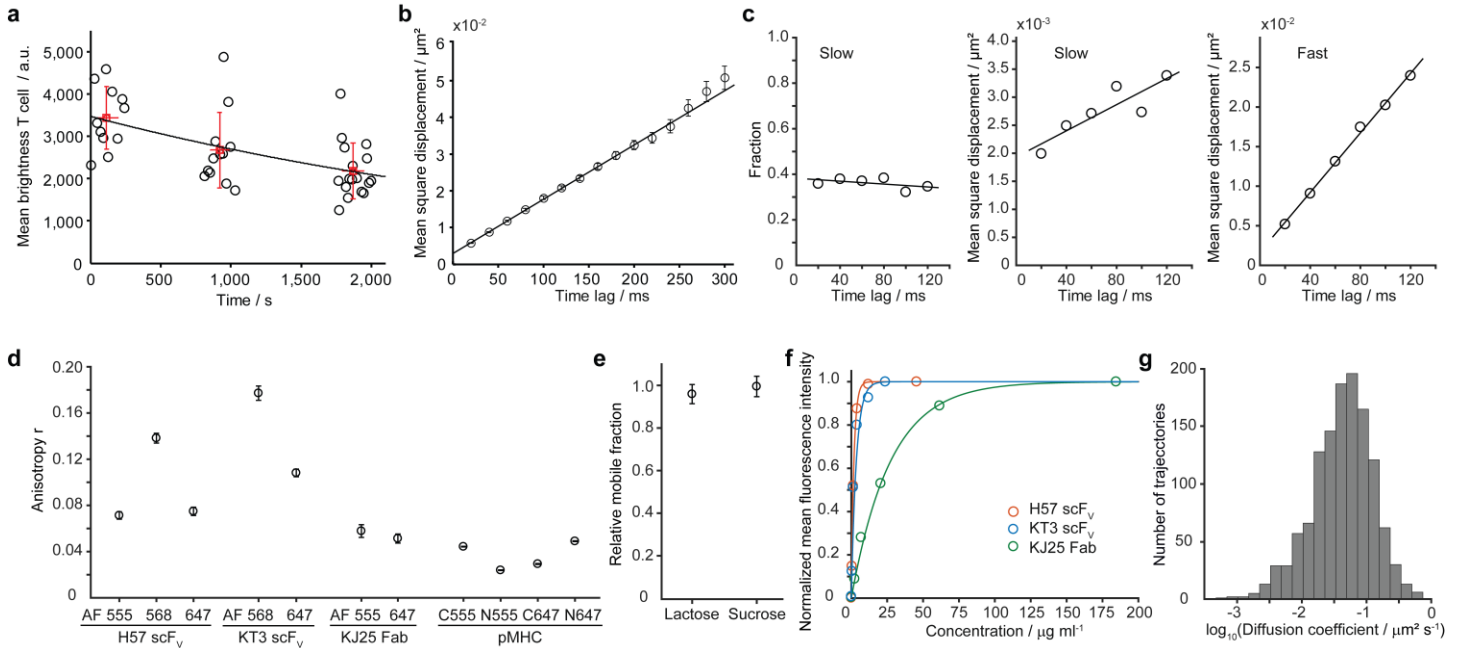 a
Mean brightness T cell / a.u.
5,000
4,000
3,000
2,000
1,000
0
0 500 1,000 1,500 2,000
Time / s
b
x10⁻²
Mean square displacement / µm²
6
5
4
3
2
1
0
0 50 100 150 200 250 300
Time lag / ms
c
Fraction
1.0
0.8
0.6
0.4
0.2
0
Slow
0 40 80 120
Time lag / ms
x10⁻³
Mean square displacement / µm²
4.0
3.5
3.0
2.5
2.0
1.5
1.0
0.5
0
Slow
0 40 80 120
Time lag / ms
x10⁻²
Mean square displacement / µm²
2.5
2.0
1.5
1.0
0.5
0
Fast
0 40 80 120
Time lag / ms
d
Anisotropy r
0.20
0.16
0.12
0.08
0.04
0
AF 555 568 647 AF 568 647 AF 555 647 C555 N555 C647 N647
H57 scFV KT3 scFV KJ25 Fab pMHC
e
Relative mobile fraction
1.0
0.8
0.6
0.4
0.2
0
Lactose Sucrose
f
Normalized mean fluorescence intensity
1.0
0.8
0.6
0.4
0.2
0
H57 scFV
KT3 scFV
KJ25 Fab
0 25 50 75 100 125 150 175 200
Concentration / µg ml⁻¹
g
Number of trajecctories
200
150
100
50
0
-3 -2 -1 0
log₁₀(Diffusion coefficient / µm² s⁻¹)